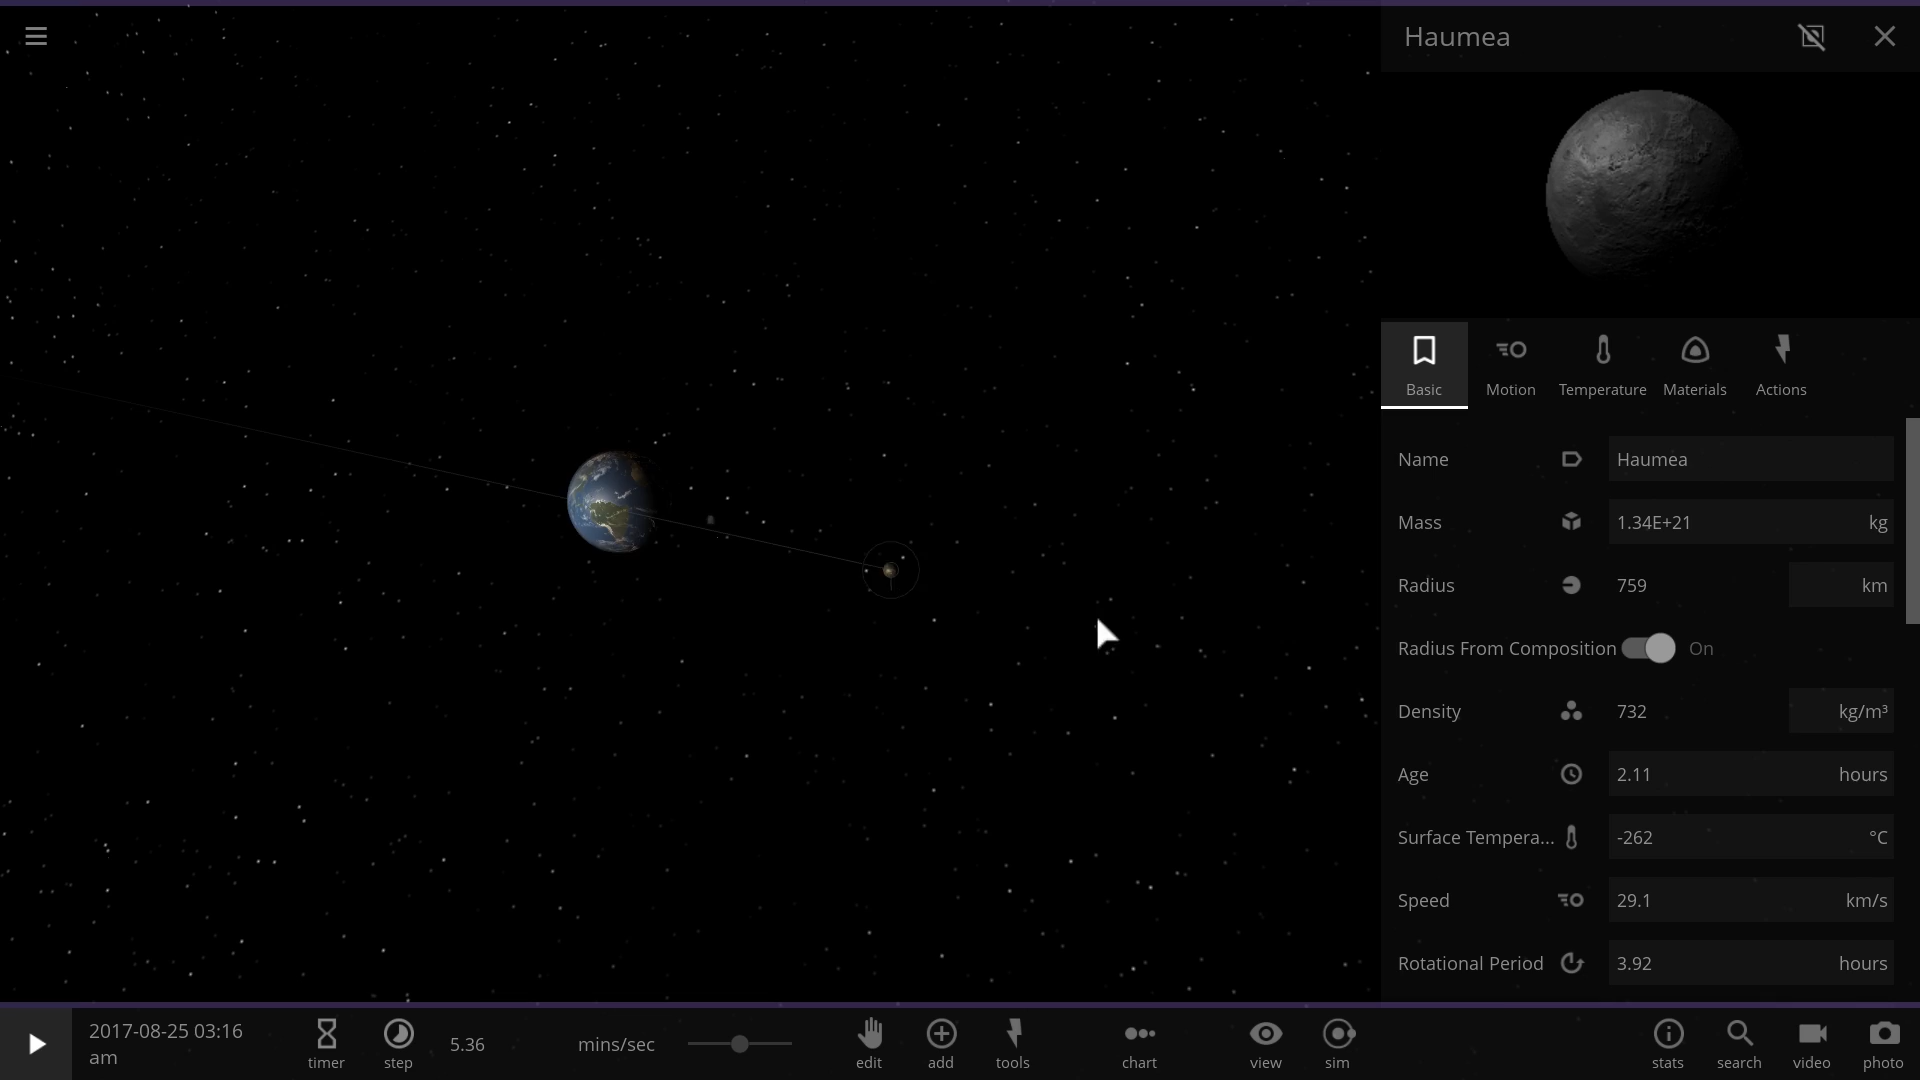 Haumea
Basic
Motion
Temperature
Materials
Actions
Name
Haumea
Mass
1.34E+21
kg
Radius
759
km
Radius From Composition
On
Density
732
kg/m³
Age
2.11
hours
Surface Tempera...
-262
°C
Speed
29.1
km/s
Rotational Period
3.92
hours
2017-08-25 03:16
am
timer
step
5.36
mins/sec
edit
add
tools
chart
view
sim
stats
search
video
photo